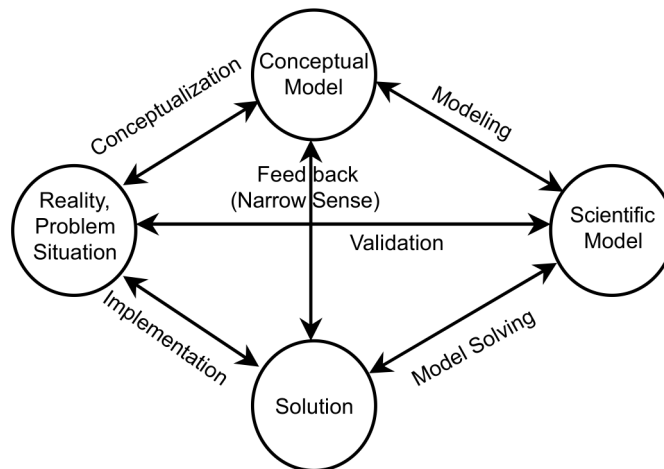 Conceptual
Model
Conceptualization
Modeling
Feed back
(Narrow Sense)
Reality,
Problem
Situation
Scientific
Model
Validation
Implementation
Model Solving
Solution